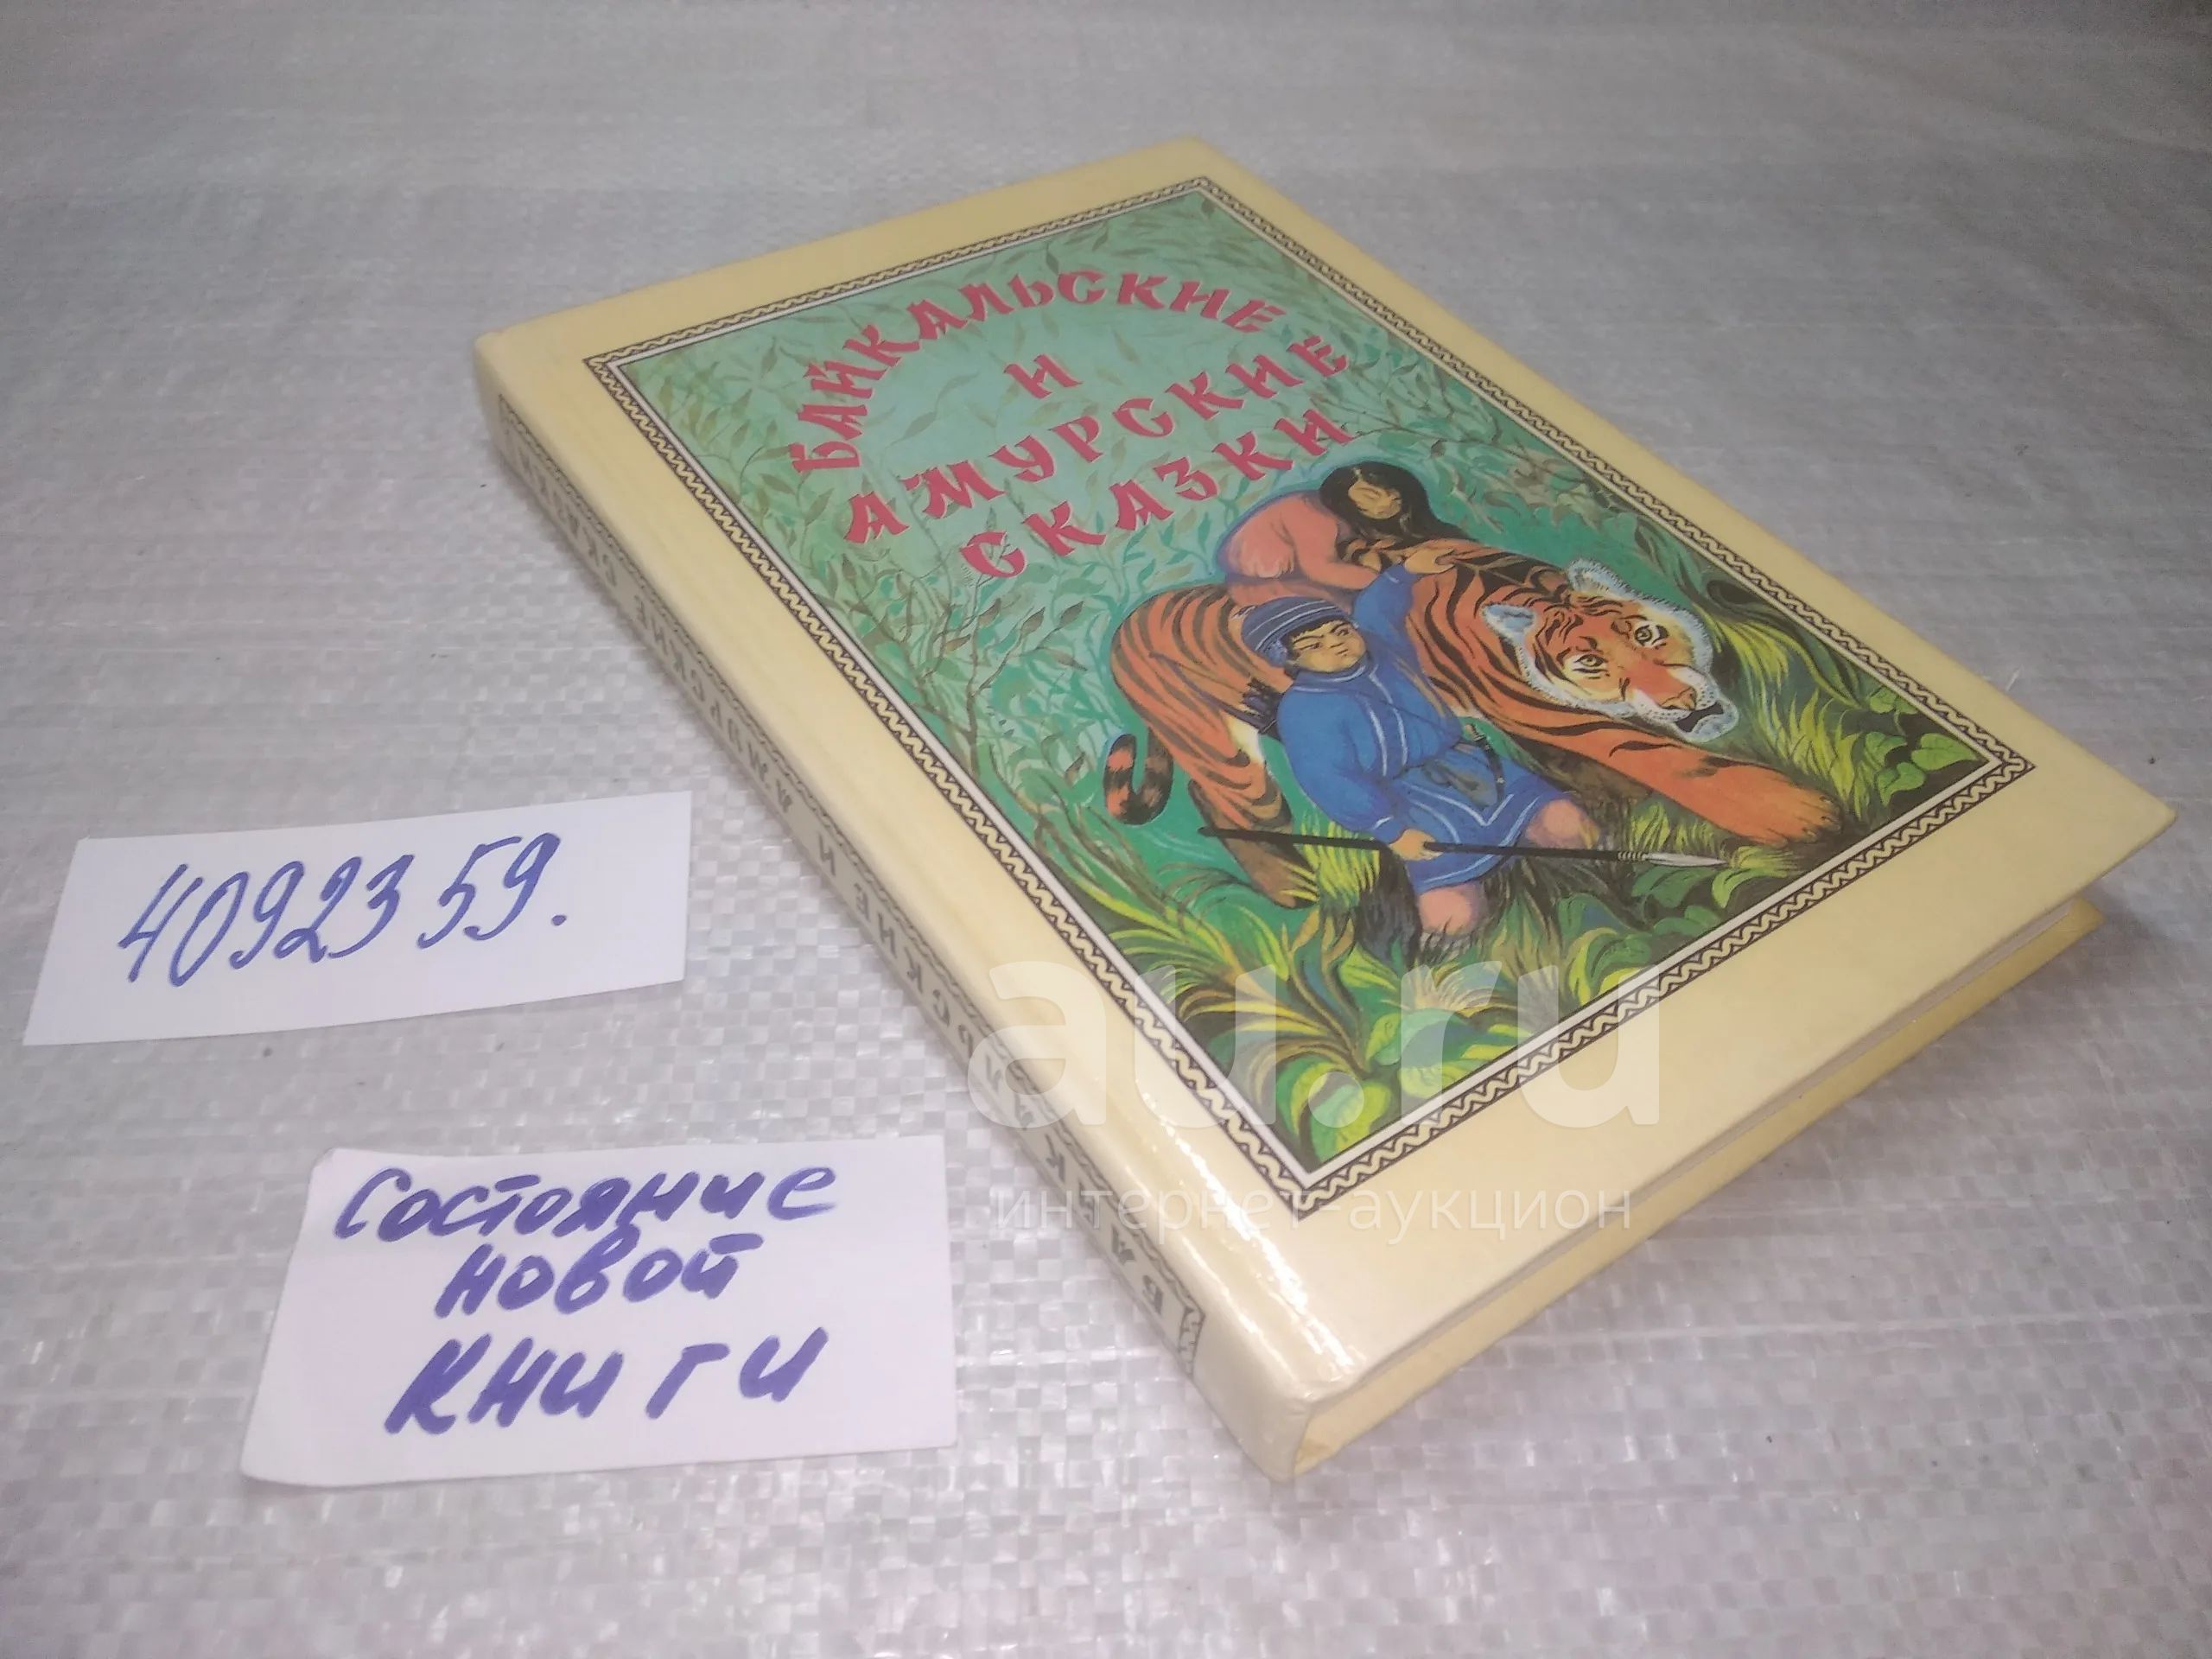 БАЙКАЛЬСКИЕ
И
АМУРСКИЕ
СКАЗКИ
БАЙКАЛЬСКИЕ И АМУРСКИЕ СКАЗКИ
4092359.
Состояние
новой
книги
au.ru
интернет-аукцион